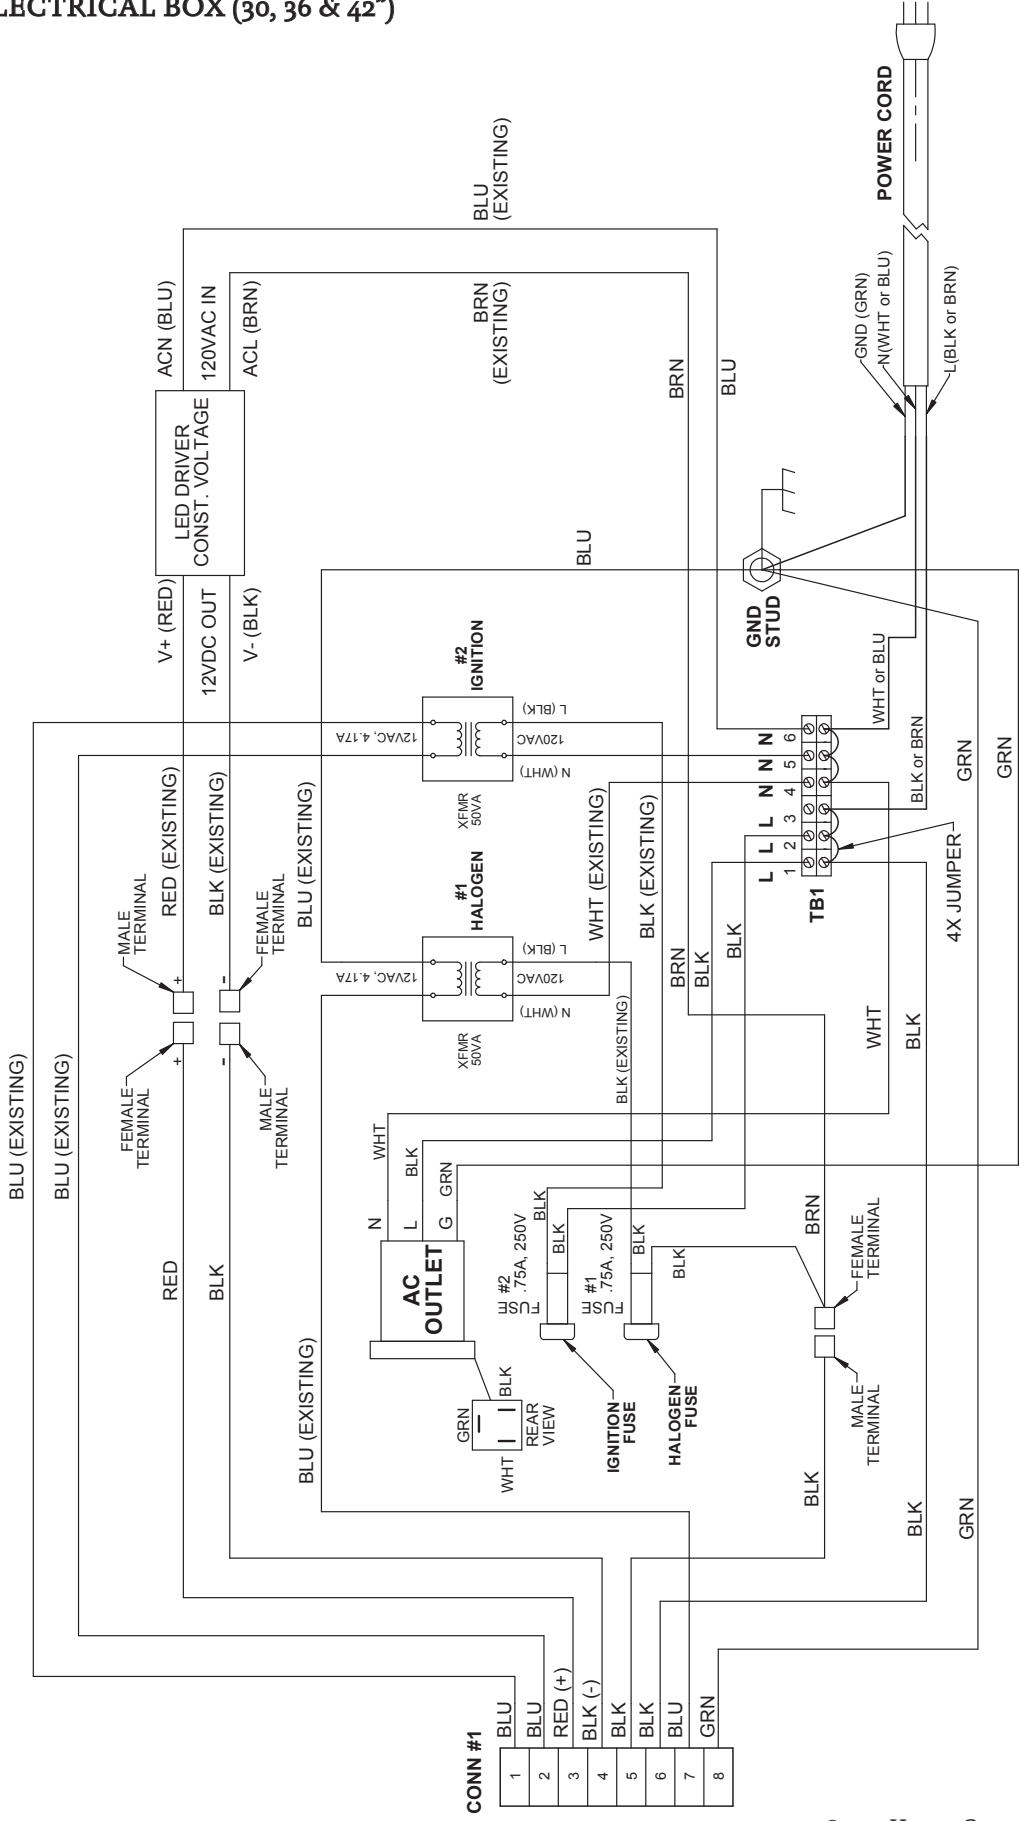 LECTRICAL BOX (30, 36 & 42")
POWER CORD
BLU
(EXISTING)
ACN (BLU)
120VAC IN
ACL (BRN)
BRN
(EXISTING)
GND (GRN)
N(WHT or BLU)
L(BLK or BRN)
BRN
BLU
LED DRIVER
CONST. VOLTAGE
BLU
GND
STUD
V+ (RED)
12VDC OUT
V- (BLK)
#2
IGNITION
L (BLK)
120VAC
N (WHT)
12VAC, 4.17A
XFMR
50VA
WHT or BLU
BLK or BRN
GRN
GRN
RED (EXISTING)
BLK (EXISTING)
BLU (EXISTING)
MALE
TERMINAL
FEMALE
TERMINAL
+
-
#1
HALOGEN
L (BLK)
120VAC
N (WHT)
12VAC, 4.17A
XFMR
50VA
WHT (EXISTING)
BLK (EXISTING)
L L L N N N
1 2 3 4 5 6
TB1
4X JUMPER
BRN
BLK
BLK
WHT
BLK
BLK (EXISTING)
BLU (EXISTING)
BLU (EXISTING)
+
-
FEMALE
TERMINAL
MALE
TERMINAL
WHT
BLK
GRN
N
L
G
AC
OUTLET
RED
BLK
BLK
BLK
#2
.75A, 250V
FUSE
#1
.75A, 250V
FUSE
BLK
BLK
BRN
FEMALE
TERMINAL
MALE
TERMINAL
BLU (EXISTING)
GRN
BLK
WHT
REAR
VIEW
IGNITION
FUSE
HALOGEN
FUSE
BLK
BLK
GRN
CONN #1
BLU
BLU
RED (+)
BLK (-)
BLK
BLK
BLU
GRN
1
2
3
4
5
6
7
8